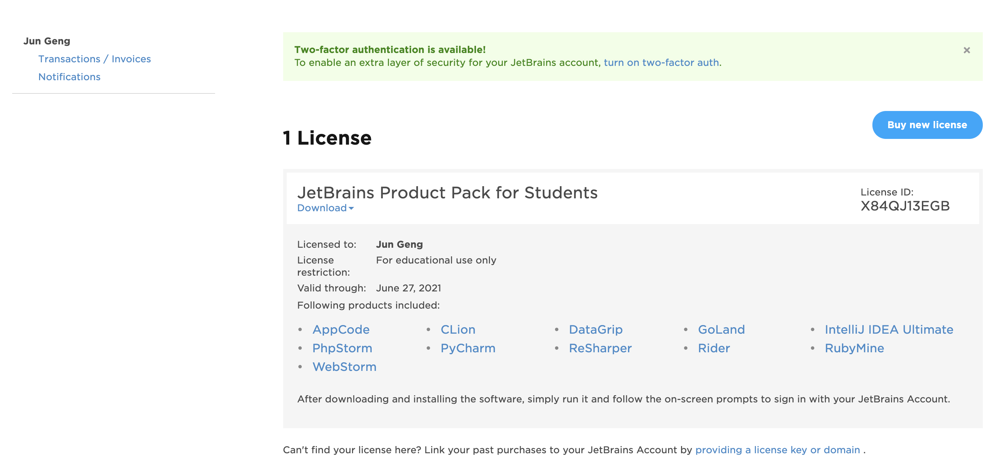 Jun Geng
Transactions / Invoices
Notifications
Two-factor authentication is available!
To enable an extra layer of security for your JetBrains account, turn on two-factor auth.
×
Buy new license
1 License
JetBrains Product Pack for Students
Download
License ID:
X84QJ13EGB
Licensed to: Jun Geng
License restriction: For educational use only
Valid through: June 27, 2021
Following products included:
• AppCode • CLion • DataGrip • GoLand • IntelliJ IDEA Ultimate
• PhpStorm • PyCharm • ReSharper • Rider • RubyMine
• WebStorm
After downloading and installing the software, simply run it and follow the on-screen prompts to sign in with your JetBrains Account.
Can't find your license here? Link your past purchases to your JetBrains Account by providing a license key or domain .